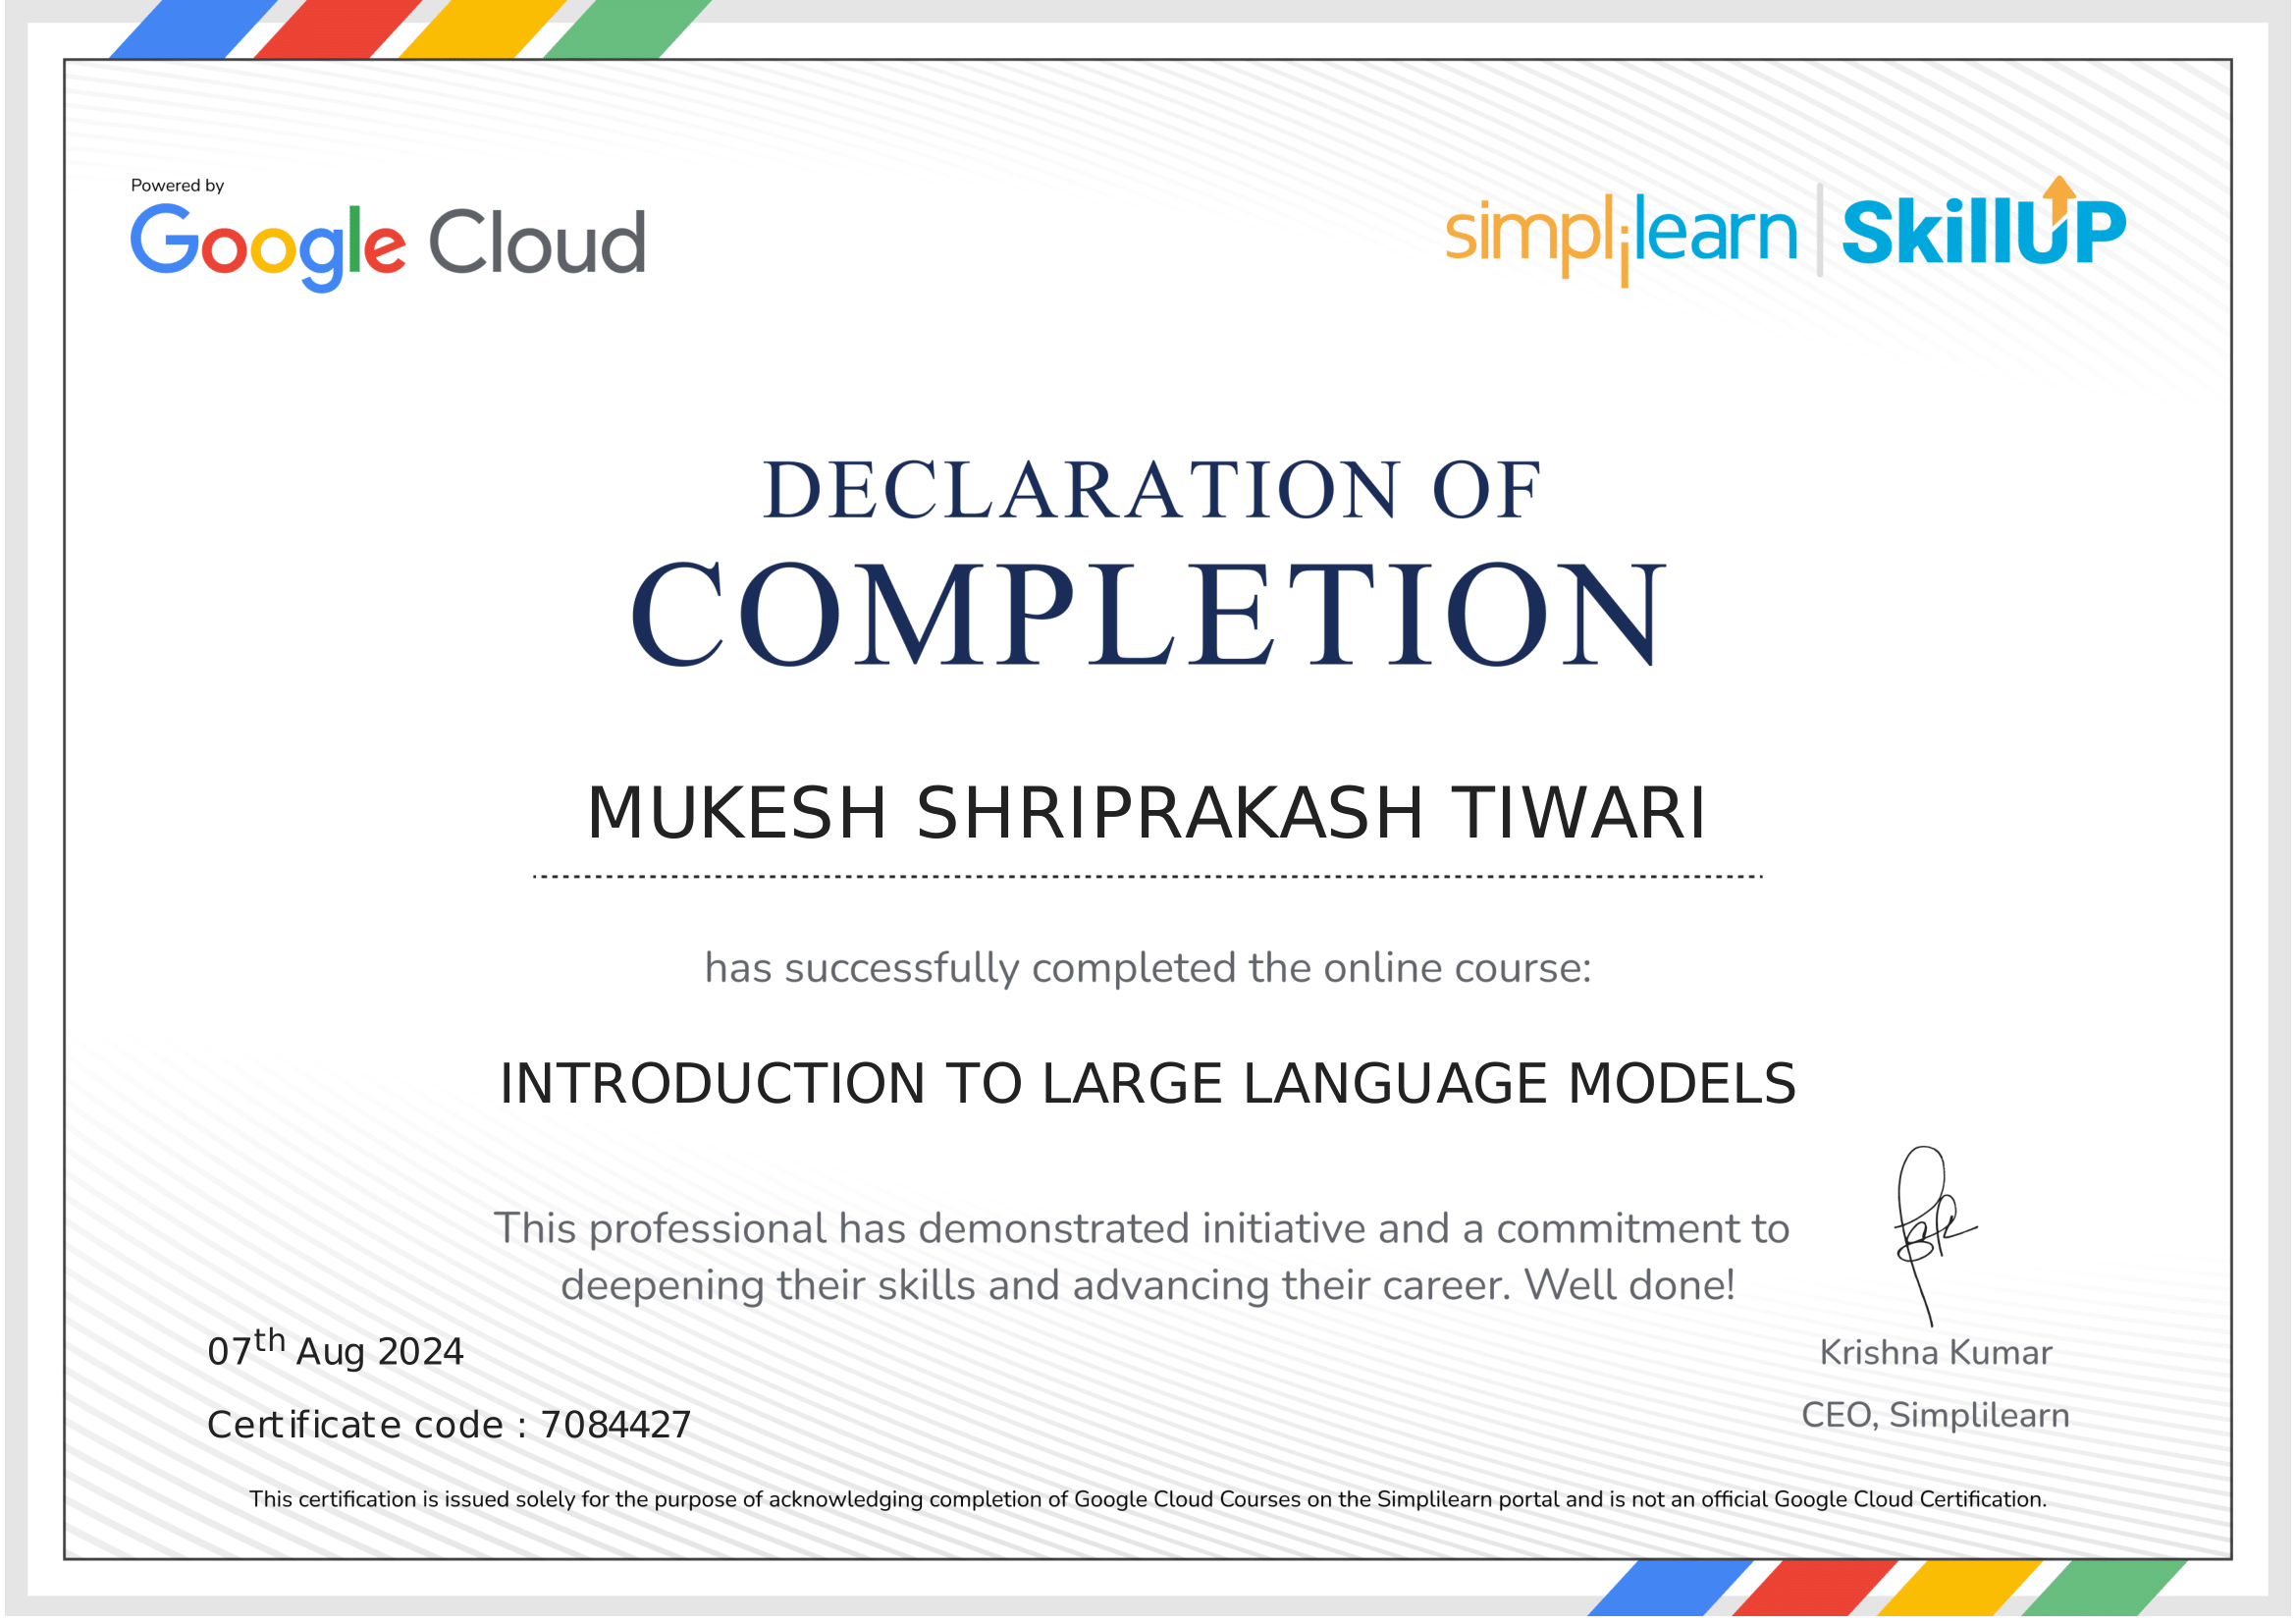 Powered by
Google Cloud
simplilearn | SkillUP
DECLARATION OF
COMPLETION
MUKESH SHRIPRAKASH TIWARI
has successfully completed the online course:
INTRODUCTION TO LARGE LANGUAGE MODELS
This professional has demonstrated initiative and a commitment to
deepening their skills and advancing their career. Well done!
07th Aug 2024
Krishna Kumar
Certificate code : 7084427
CEO, Simplilearn
This certification is issued solely for the purpose of acknowledging completion of Google Cloud Courses on the Simplilearn portal and is not an official Google Cloud Certification.